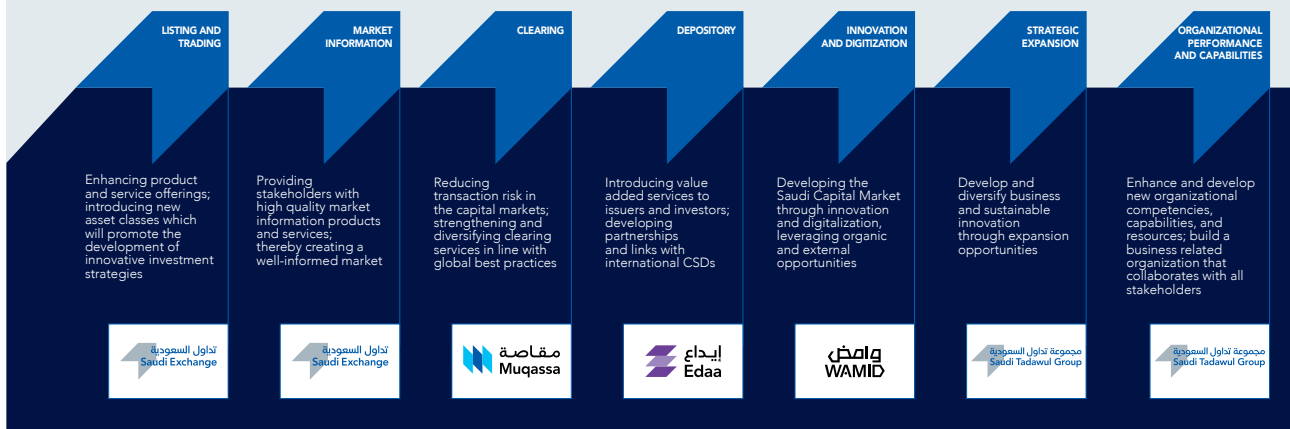 LISTING AND
TRADING
Enhancing product
and service offerings;
introducing new
asset classes which
will promote the
development of
innovative investment
strategies
تداول السعودية
Saudi Exchange
MARKET
INFORMATION
Providing
stakeholders with
high quality market
information products
and services;
thereby creating a
well-informed market
تداول السعودية
Saudi Exchange
CLEARING
Reducing
transaction risk in
the capital markets;
strengthening and
diversifying clearing
services in line with
global best practices
مقاصة
Muqassa
DEPOSITORY
Introducing value
added services to
issuers and investors;
developing
partnerships
and links with
international CSDs
إيداع
Edaa
INNOVATION
AND DIGITIZATION
Developing the
Saudi Capital Market
through innovation
and digitalization,
leveraging organic
and external
opportunities
وامض
WAMID
STRATEGIC
EXPANSION
Develop and
diversify business
and sustainable
innovation
through expansion
opportunities
مجموعة تداول السعودية
Saudi Tadawul Group
ORGANIZATIONAL
PERFORMANCE
AND CAPABILITIES
Enhance and develop
new organizational
competencies,
capabilities, and
resources; build a
business related
organization that
collaborates with all
stakeholders
مجموعة تداول السعودية
Saudi Tadawul Group